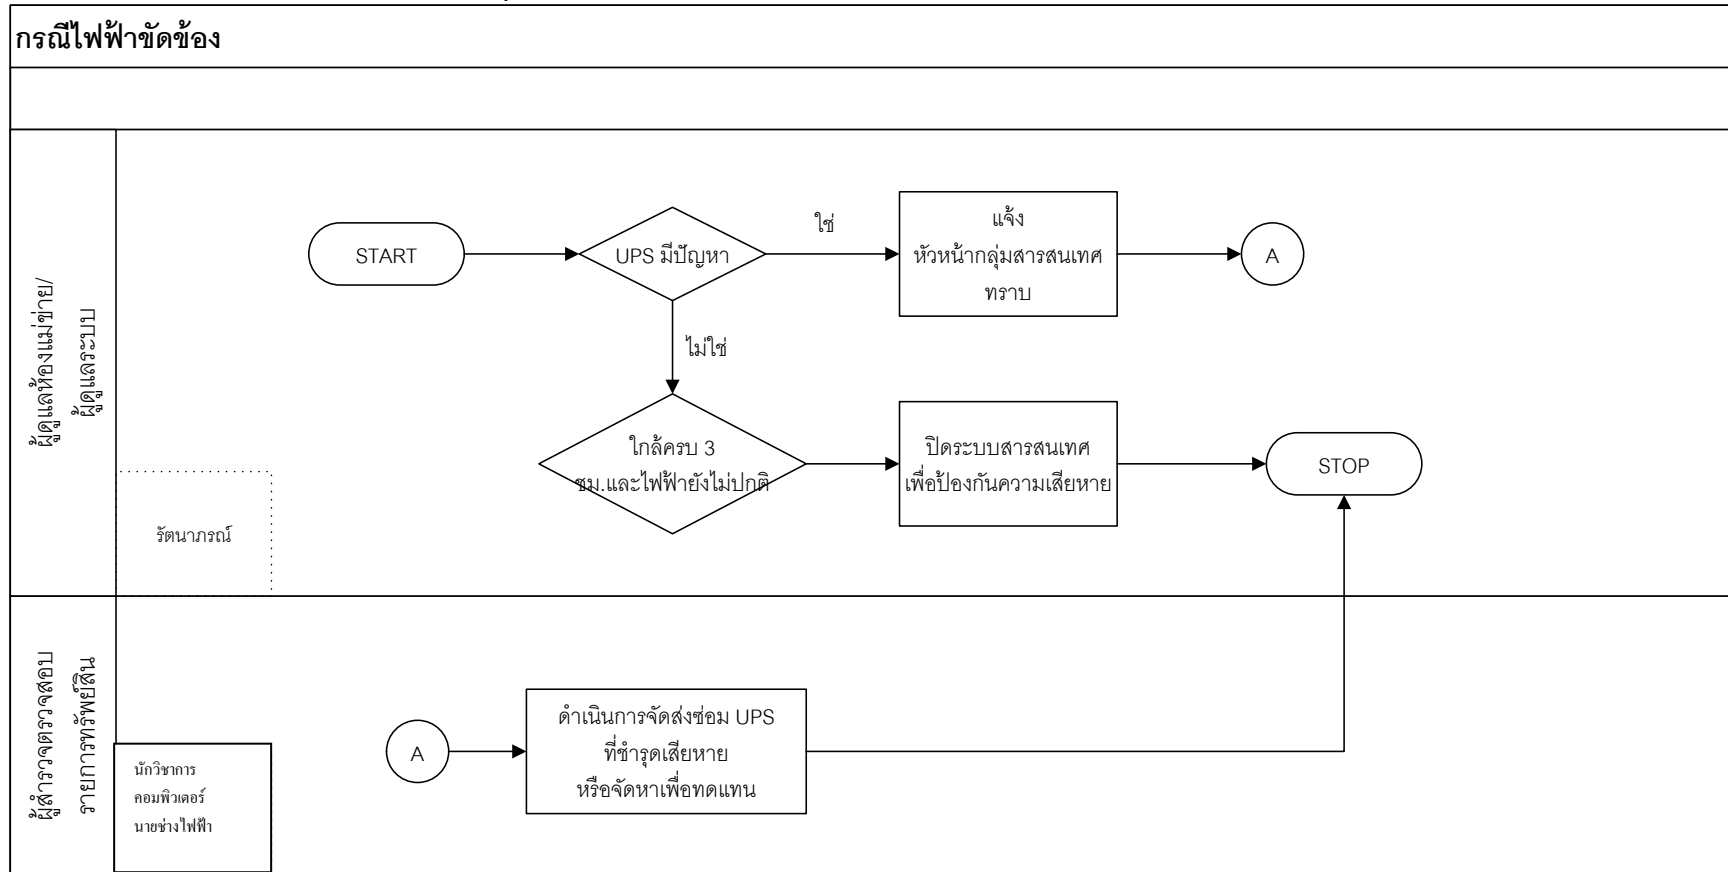 กรณีไฟฟ้าขัดข้อง
ผู้ดูแลห้องแม่ข่าย/
ผู้ดูแลระบบ
START
UPS มีปัญหา
ใช่
แจ้ง
หัวหน้ากลุ่มสารสนเทศ
ทราบ
A
ไม่ใช่
ใกล้ครบ 3
ชม.และไฟฟ้ายังไม่ปกติ
ปิดระบบสารสนเทศ
เพื่อป้องกันความเสียหาย
STOP
รัตนาภรณ์
ผู้สำรวจตรวจสอบ
รายการทรัพย์สิน
A
ดำเนินการจัดส่งซ่อม UPS
ที่ชำรุดเสียหาย
หรือจัดหาเพื่อทดแทน
นักวิชาการ
คอมพิวเตอร์
นายช่างไฟฟ้า